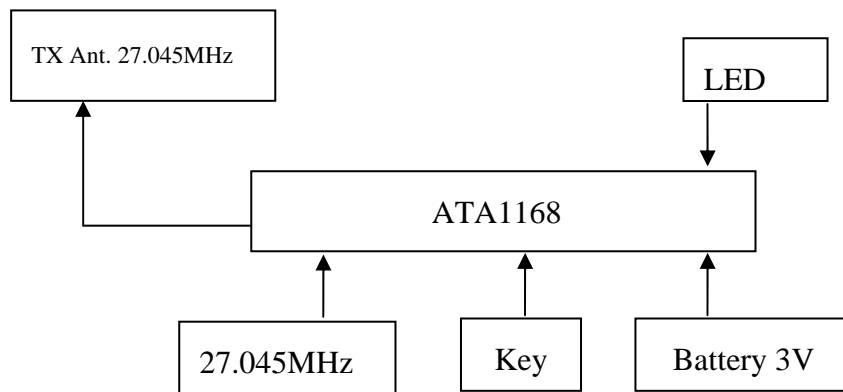 TX Ant. 27.045MHz
LED
ATA1168
27.045MHz
Key
Battery 3V